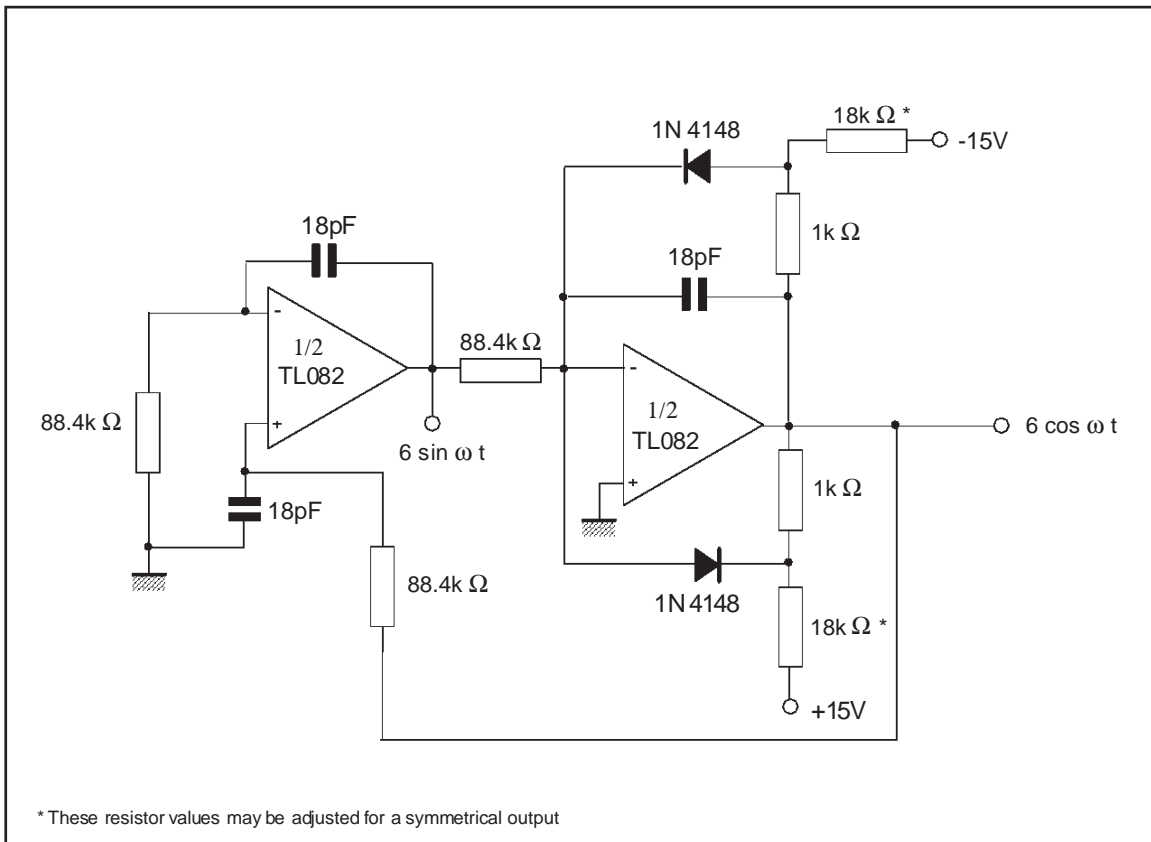 18k Ω *
1N 4148
-15V
18pF
1k Ω
18pF
88.4k Ω
-
1/2
TL082
-
1/2
TL082
88.4k Ω
+
6 sin ω t
6 cos ω t
18pF
+
1k Ω
88.4k Ω
1N 4148
18k Ω *
+15V
* These resistor values may be adjusted for a symmetrical output